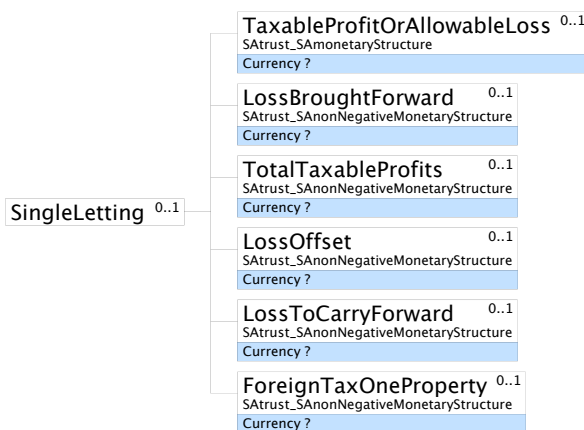 TaxableProfitOrAllowableLoss 0..1
SAtrust_SAmonetaryStructure
Currency ?
LossBroughtForward 0..1
SAtrust_SAnonNegativeMonetaryStructure
Currency ?
TotalTaxableProfits 0..1
SAtrust_SAnonNegativeMonetaryStructure
Currency ?
SingleLetting 0..1
LossOffset 0..1
SAtrust_SAnonNegativeMonetaryStructure
Currency ?
LossToCarryForward 0..1
SAtrust_SAnonNegativeMonetaryStructure
Currency ?
ForeignTaxOneProperty 0..1
SAtrust_SAnonNegativeMonetaryStructure
Currency ?